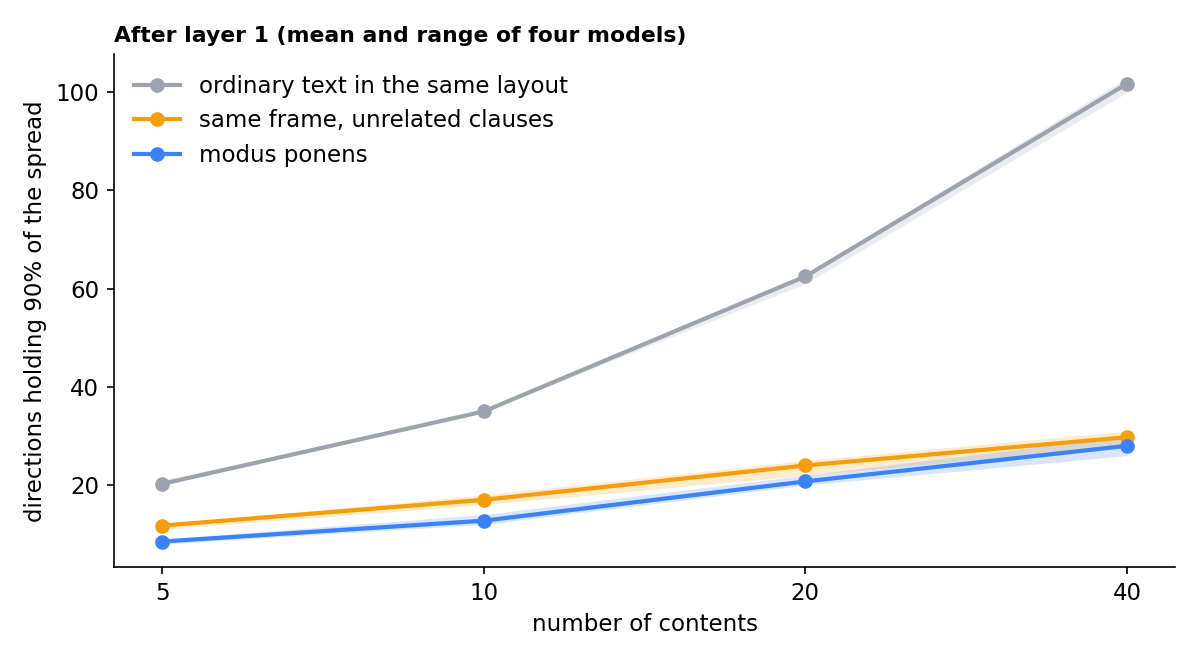 After layer 1 (mean and range of four models)
ordinary text in the same layout
same frame, unrelated clauses
modus ponens
directions holding 90% of the spread
100
80
60
40
20
5 10 20 40
number of contents